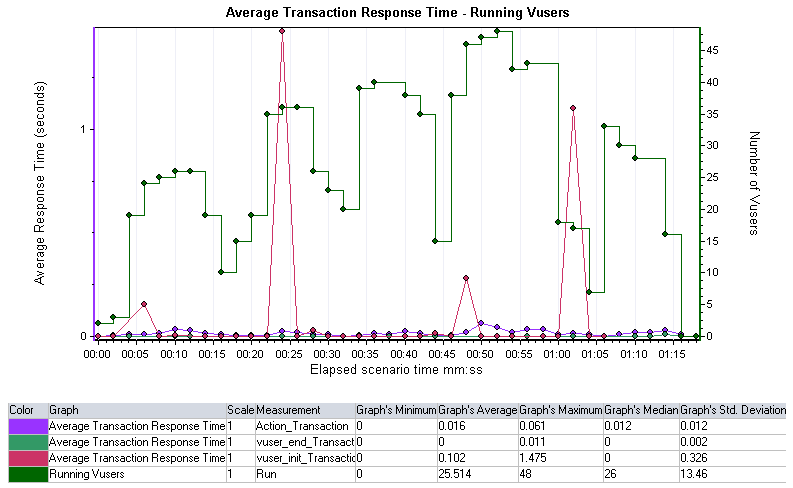 Average Transaction Response Time - Running Vusers
Average Response Time (seconds)
1
0
45
40
35
30
25
20
15
10
5
0
Number of Vusers
00:00 00:05 00:10 00:15 00:20 00:25 00:30 00:35 00:40 00:45 00:50 00:55 01:00 01:05 01:10 01:15
Elapsed scenario time mm:ss
Color Graph Scale Measurement Graph's Minimum Graph's Average Graph's Maximum Graph's Median Graph's Std. Deviation
Average Transaction Response Time 1 Action_Transaction 0 0.016 0.061 0.012 0.012
Average Transaction Response Time 1 vuser_end_Transact 0 0 0.011 0 0.002
Average Transaction Response Time 1 vuser_init_Transactic 0 0.102 1.475 0 0.326
Running Vusers 1 Run 0 25.514 48 26 13.46